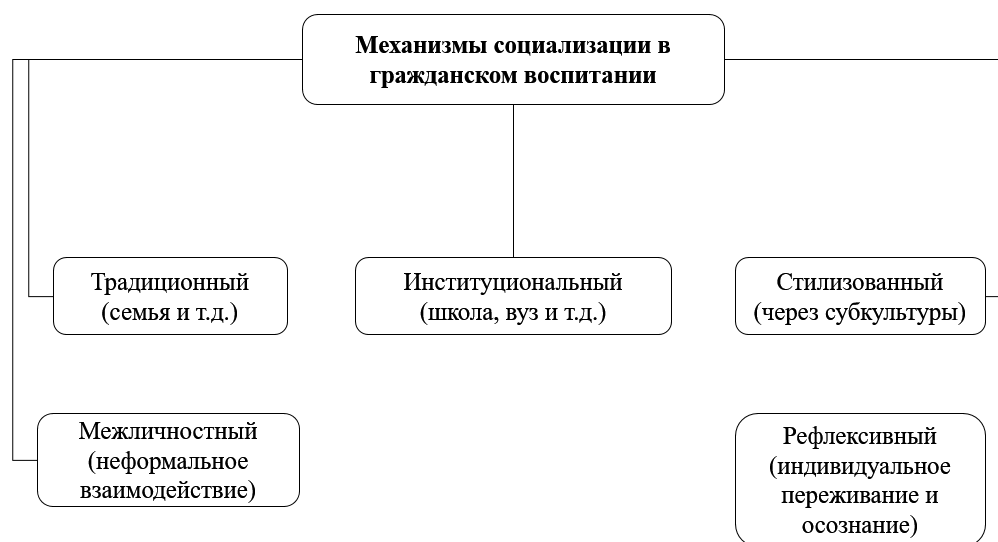 Механизмы социализации в
гражданском воспитании
Традиционный
(семья и т.д.)
Институциональный
(школа, вуз и т.д.)
Стилизованный
(через субкультуры)
Межличностный
(неформальное
взаимодействие)
Рефлексивный
(индивидуальное
переживание и
осознание)